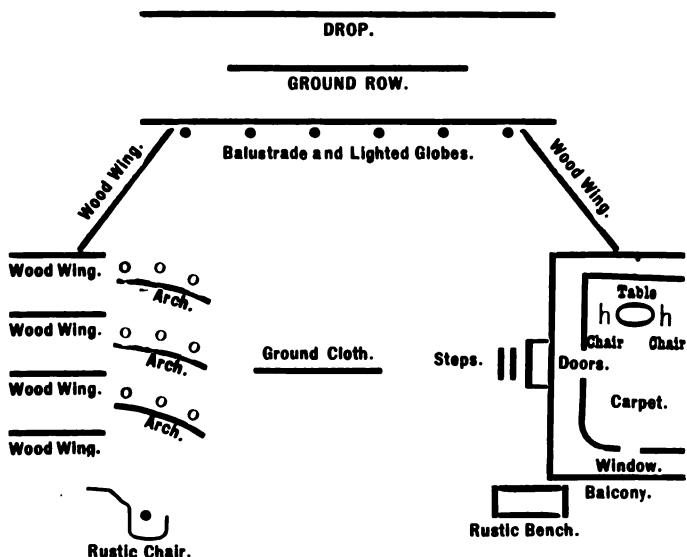 DROP.
GROUND ROW.
Balustrade and Lighted Globes.
Wood Wing.
Wood Wing.
Wood Wing.
Arch.
Wood Wing.
Arch.
Wood Wing.
Arch.
Wood Wing.
Ground Cloth.
Steps.
Doors.
Table
h h
Chair Chair
Carpet.
Window.
Balcony.
Rustic Bench.
Rustic Chair.